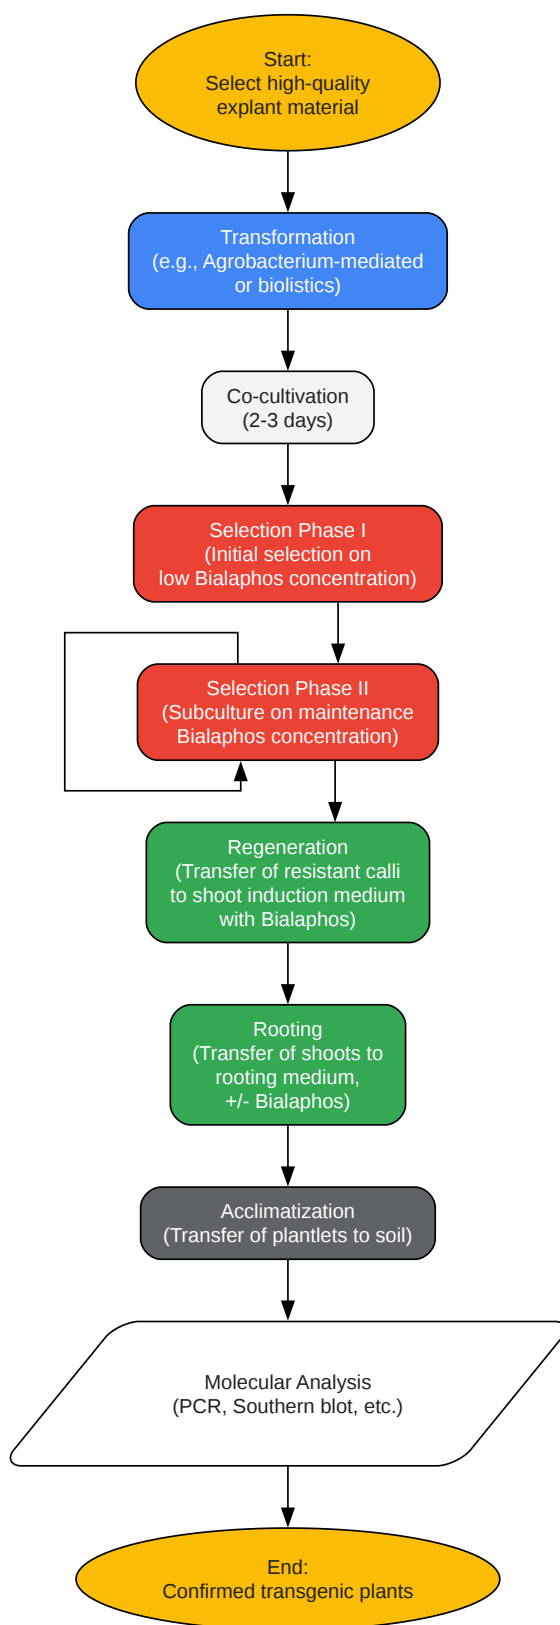 Start:
Select high-quality
explant material
Transformation
(e.g., Agrobacterium-mediated
or biolistics)
Co-cultivation
(2-3 days)
Selection Phase I
(Initial selection on
low Bialaphos concentration)
Selection Phase II
(Subculture on maintenance
Bialaphos concentration)
Regeneration
(Transfer of resistant calli
to shoot induction medium
with Bialaphos)
Rooting
(Transfer of shoots to
rooting medium,
+/- Bialaphos)
Acclimatization
(Transfer of plantlets to soil)
Molecular Analysis
(PCR, Southern blot, etc.)
End:
Confirmed transgenic plants